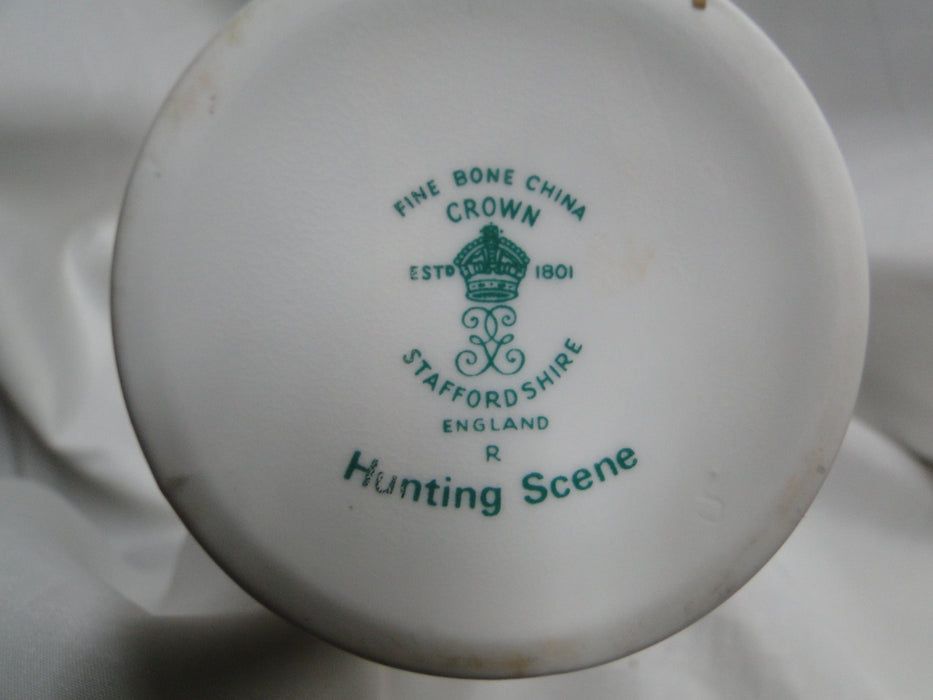 FINE BONE CHINA
CROWN
ESTD 1801
STAFFORDSHIRE
ENGLAND
R
Hunting Scene